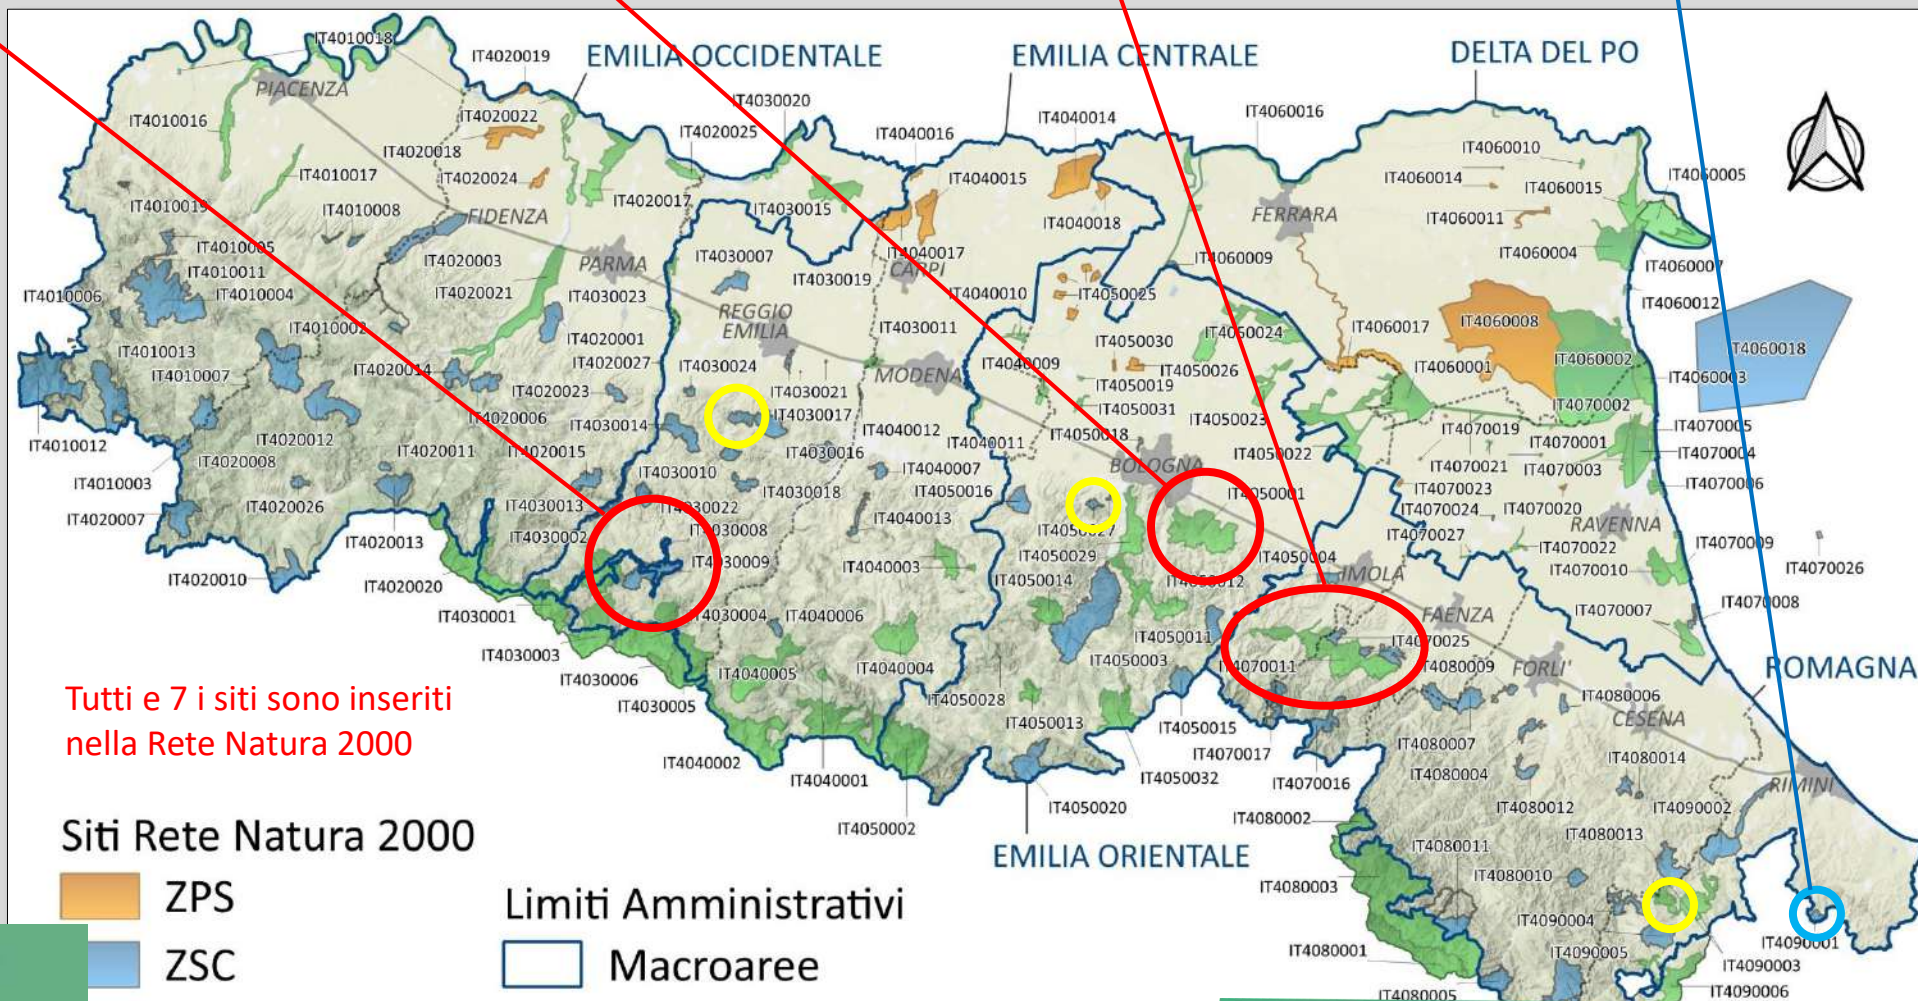 IT4010018
IT4020019
EMILIA OCCIDENTALE
EMILIA CENTRALE
DELTA DEL PO
PIACENZA
IT4010016
IT4020022
IT4030020
IT4020025
IT4040016
IT4040014
IT4060016
IT4020018
IT4060010
IT4010017
IT4020024
IT4040015
IT4060014
IT4060015
IT4060005
IT4010019
IT4010008
FIDENZA
IT4020017
IT4030015
IT4040018
FERRARA
IT4060011
IT4010005
IT4020003
PARMA
IT4030007
IT4040017
CARPI
IT4060009
IT4060004
IT4060007
IT4010011
IT4010004
IT4020021
IT4030023
IT4030019
IT4040010
IT4050025
IT4060012
IT4010006
IT4010002
REGGIO
EMILIA
IT4030011
IT4050024
IT4060017
IT4060008
IT4020001
IT4050030
IT4060018
IT4010013
IT4010007
IT4020014
IT4020027
IT4030024
MODENA
IT4040009
IT4050026
IT4060001
IT4060002
IT4060003
IT4020023
IT4030021
IT4050019
IT4070002
IT4020006
IT4030014
IT4030017
IT4050031
IT4050023
IT4070005
IT4010012
IT4020012
IT4040012
IT4040011
IT4050018
IT4070019
IT4070001
IT4070004
IT4020008
IT4020011
IT4020015
IT4030016
BOLOGNA
IT4050022
IT4070021
IT4070003
IT4010003
IT4030010
IT4040007
IT4070023
IT4070006
IT4020026
IT4030018
IT4050016
IT4050001
IT4020007
IT4030013
IT4030022
IT4040013
IT4070024
IT4070020
RAVENNA
IT4020013
IT4030002
IT4030008
IT4050027
IT4070027
IT4070022
IT4070009
IT4020010
IT4020020
IT4030009
IT4040003
IT4050029
IT4050004
IT4070010
IT4070026
IT4050014
IT4050012
IMOLA
IT4030001
IT4030004
IT4040006
FAENZA
IT4070007
IT4070008
IT4030003
IT4050011
IT4070025
IT4030006
IT4040005
IT4040004
IT4050003
IT4070011
IT4080009
FORLI'
ROMAGNA
Tutti e 7 i siti sono inseriti
nella Rete Natura 2000
IT4030005
IT4050028
IT4050013
IT4050015
IT4080006
CESENA
IT4040002
IT4040001
IT4050032
IT4070017
IT4070016
IT4080007
IT4080014
IT4080004
RIMINI
IT4050020
IT4080012
IT4090002
IT4050002
IT4080002
IT4080013
EMILIA ORIENTALE
IT4080011
IT4080010
IT4080003
IT4090004
IT4080001
IT4090005
IT4090001
IT4090003
IT4080005
IT4090006
Siti Rete Natura 2000
ZPS
ZSC
Limiti Amministrativi
Macroaree